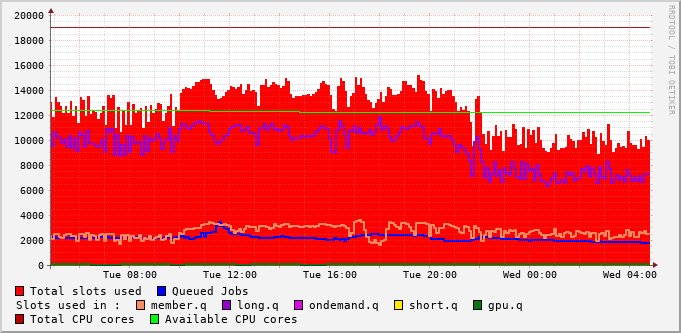 20000
18000
16000
14000
12000
10000
8000
6000
4000
2000
0
Tue 08:00 Tue 12:00 Tue 16:00 Tue 20:00 Wed 00:00 Wed 04:00
RRDTOOL / TOBI OETIKER
Total slots used Queued Jobs
Slots used in : member.q long.q ondemand.q short.q gpu.q
Total CPU cores Available CPU cores